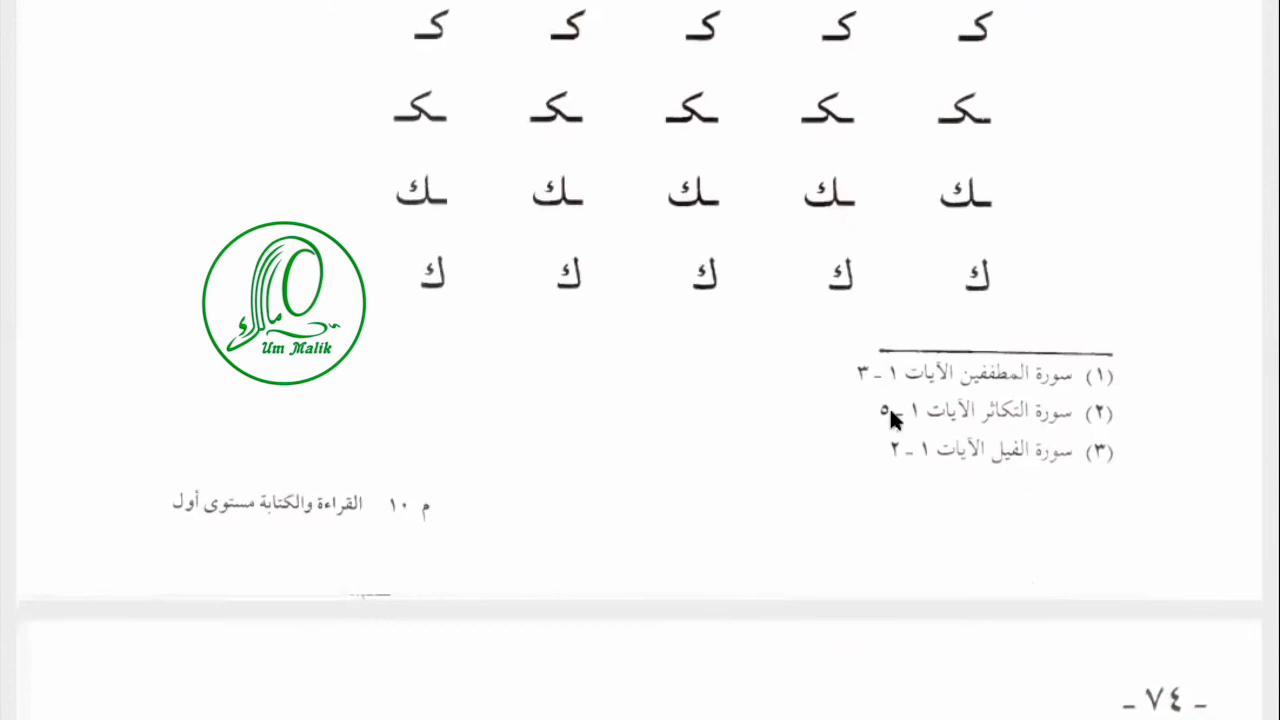 كـ كـ كـ كـ كـ
ـكـ ـكـ ـكـ ـكـ ـكـ
ـك ـك ـك ـك ـك
ك ك ك ك ك
مالك
Um Malik
(١) سورة المطففين الآيات ١ ـ ٣
(٢) سورة التكاثر الآيات ١ ـ ٥
(٣) سورة الفيل الآيات ١ ـ ٢
م ١٠ القراءة والكتابة مستوى أول
- ٧٤ -